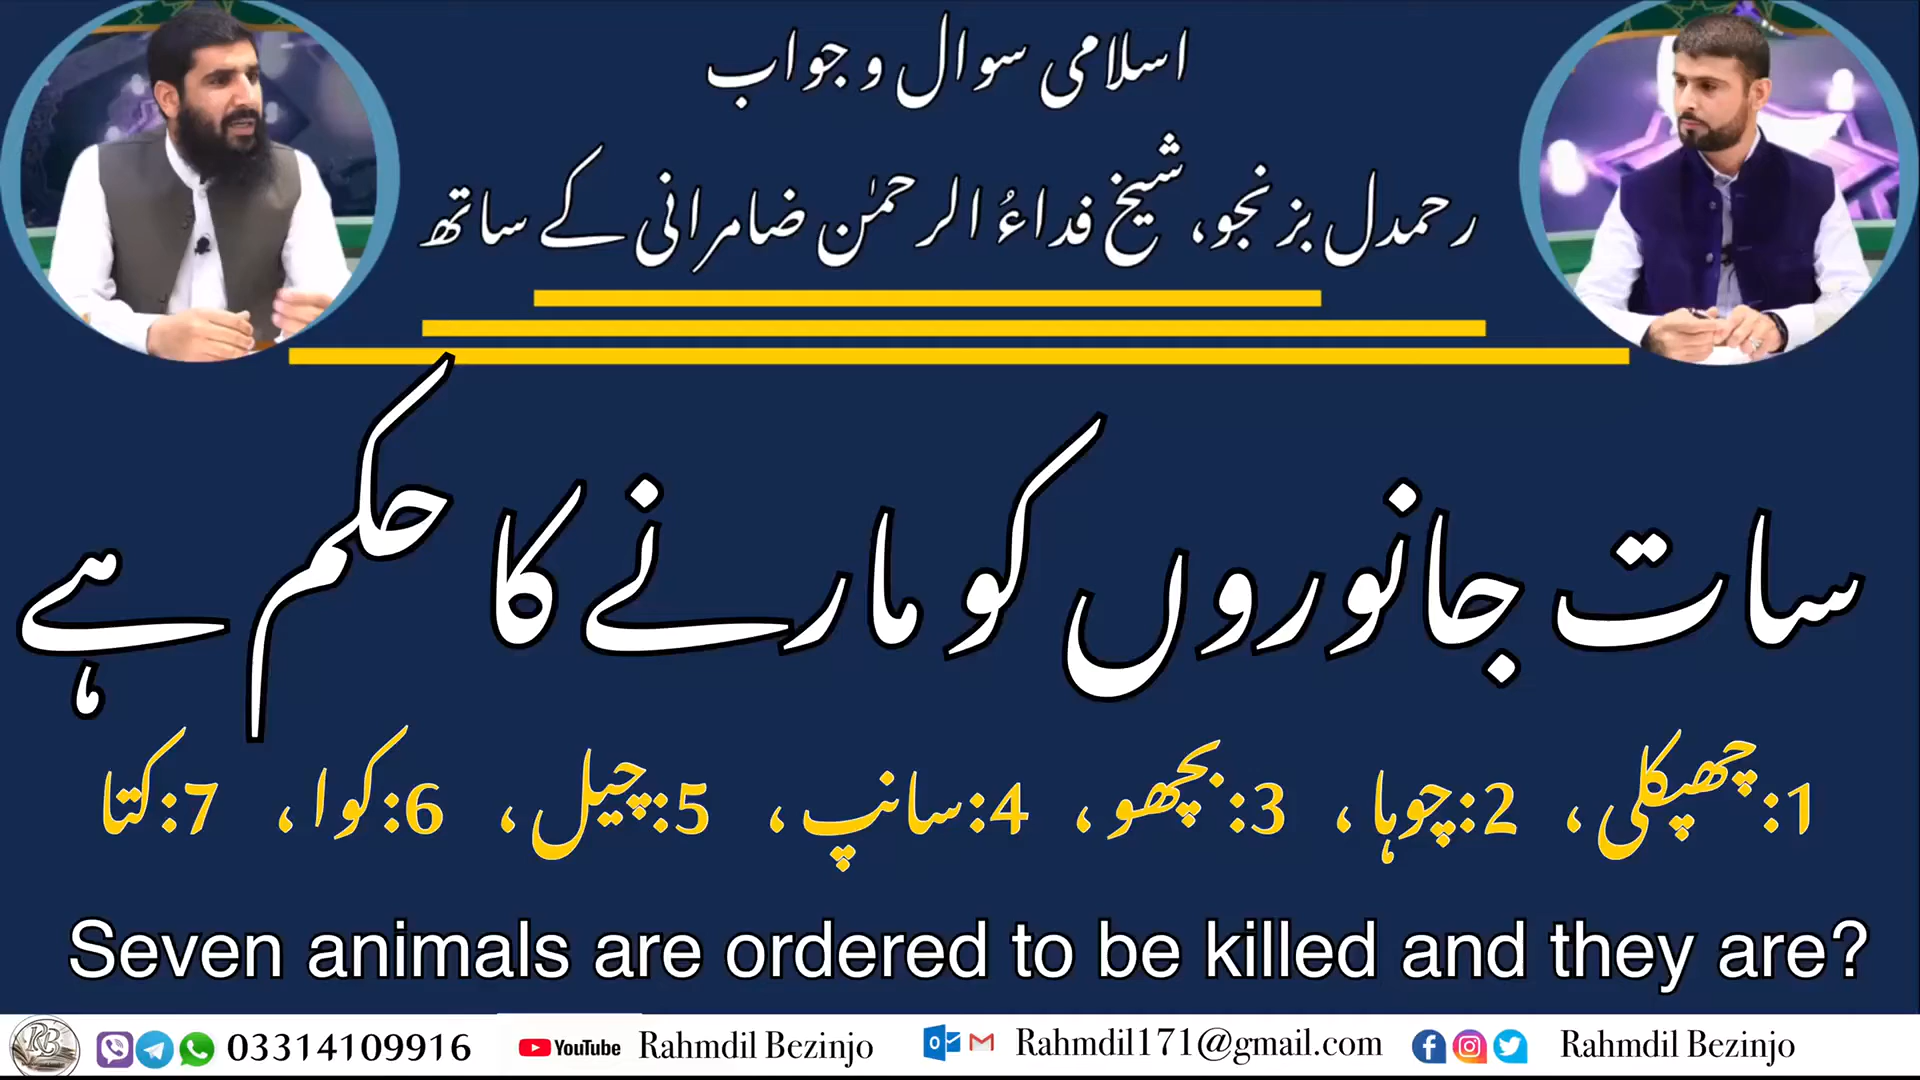 اسلامی سوال و جواب
رحمدل بزنجو، شیخ فداءُ الرحمٰن ضامرانی کے ساتھ
سات جانوروں کو مارنے کا حکم ہے
1:چھپکلی، 2:چوہا، 3:بچھو، 4:سانپ، 5:چیل، 6:کوا، 7:کتا
Seven animals are ordered to be killed and they are?
RB 03314109916 YouTube Rahmdil Bezinjo Rahmdil171@gmail.com Rahmdil Bezinjo